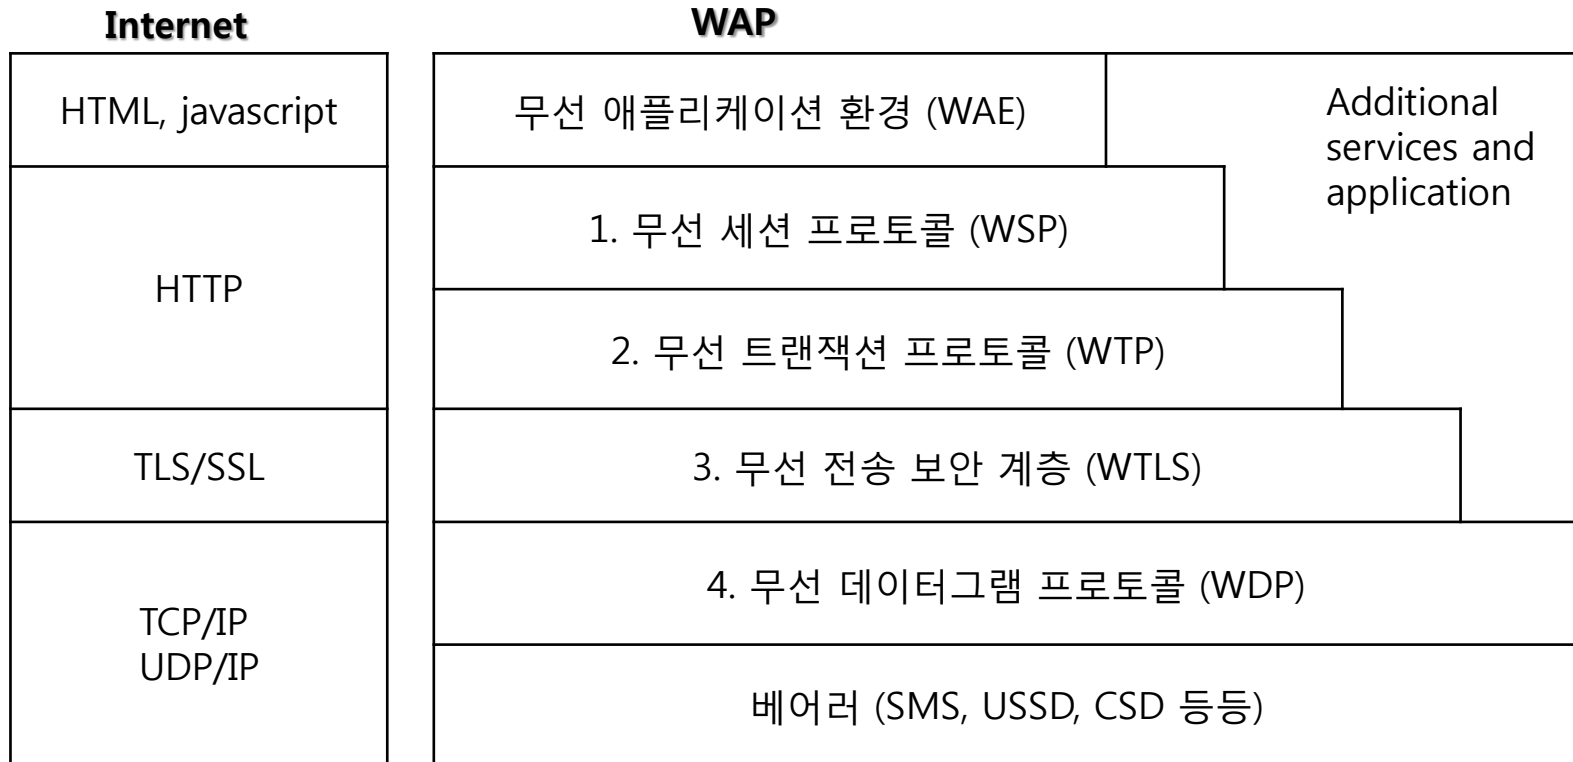 Internet
WAP
HTML, javascript
무선 애플리케이션 환경 (WAE)
Additional
services and
application
HTTP
1. 무선 세션 프로토콜 (WSP)
2. 무선 트랜잭션 프로토콜 (WTP)
TLS/SSL
3. 무선 전송 보안 계층 (WTLS)
TCP/IP
UDP/IP
4. 무선 데이터그램 프로토콜 (WDP)
베어러 (SMS, USSD, CSD 등등)